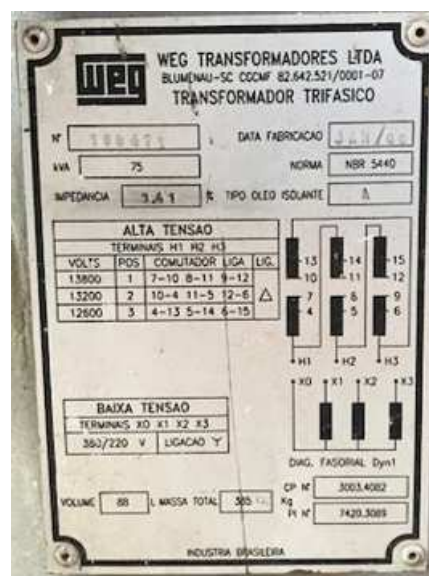 weg
WEG TRANSFORMADORES LTDA
BLUMENAU-SC CGCMF 82.642.521/0001-07
TRANSFORMADOR TRIFASICO
Nº DATA FABRICACAO
kVA 75 NORMA NBR 5440
IMPEDANCIA 3.41 % TIPO OLEO ISOLANTE A
ALTA TENSAO
TERMINAIS H1 H2 H3
VOLTS POS COMUTADOR LIGA LIG.
13800 1 7-10 8-11 9-12
13200 2 10-4 11-5 12-6 △
12600 3 4-13 5-14 6-15
13 14 15
10 11 12
7 8 9
4 5 6
H1 H2 H3
X0 X1 X2 X3
BAIXA TENSAO
TERMINAIS X0 X1 X2 X3
380/220 V LIGACAO Y
DIAG. FASORIAL Dyn1
VOLUME 88 L MASSA TOTAL 385 Kg
CP Nº 3003.4082
PI Nº 7420.3089
INDUSTRIA BRASILEIRA